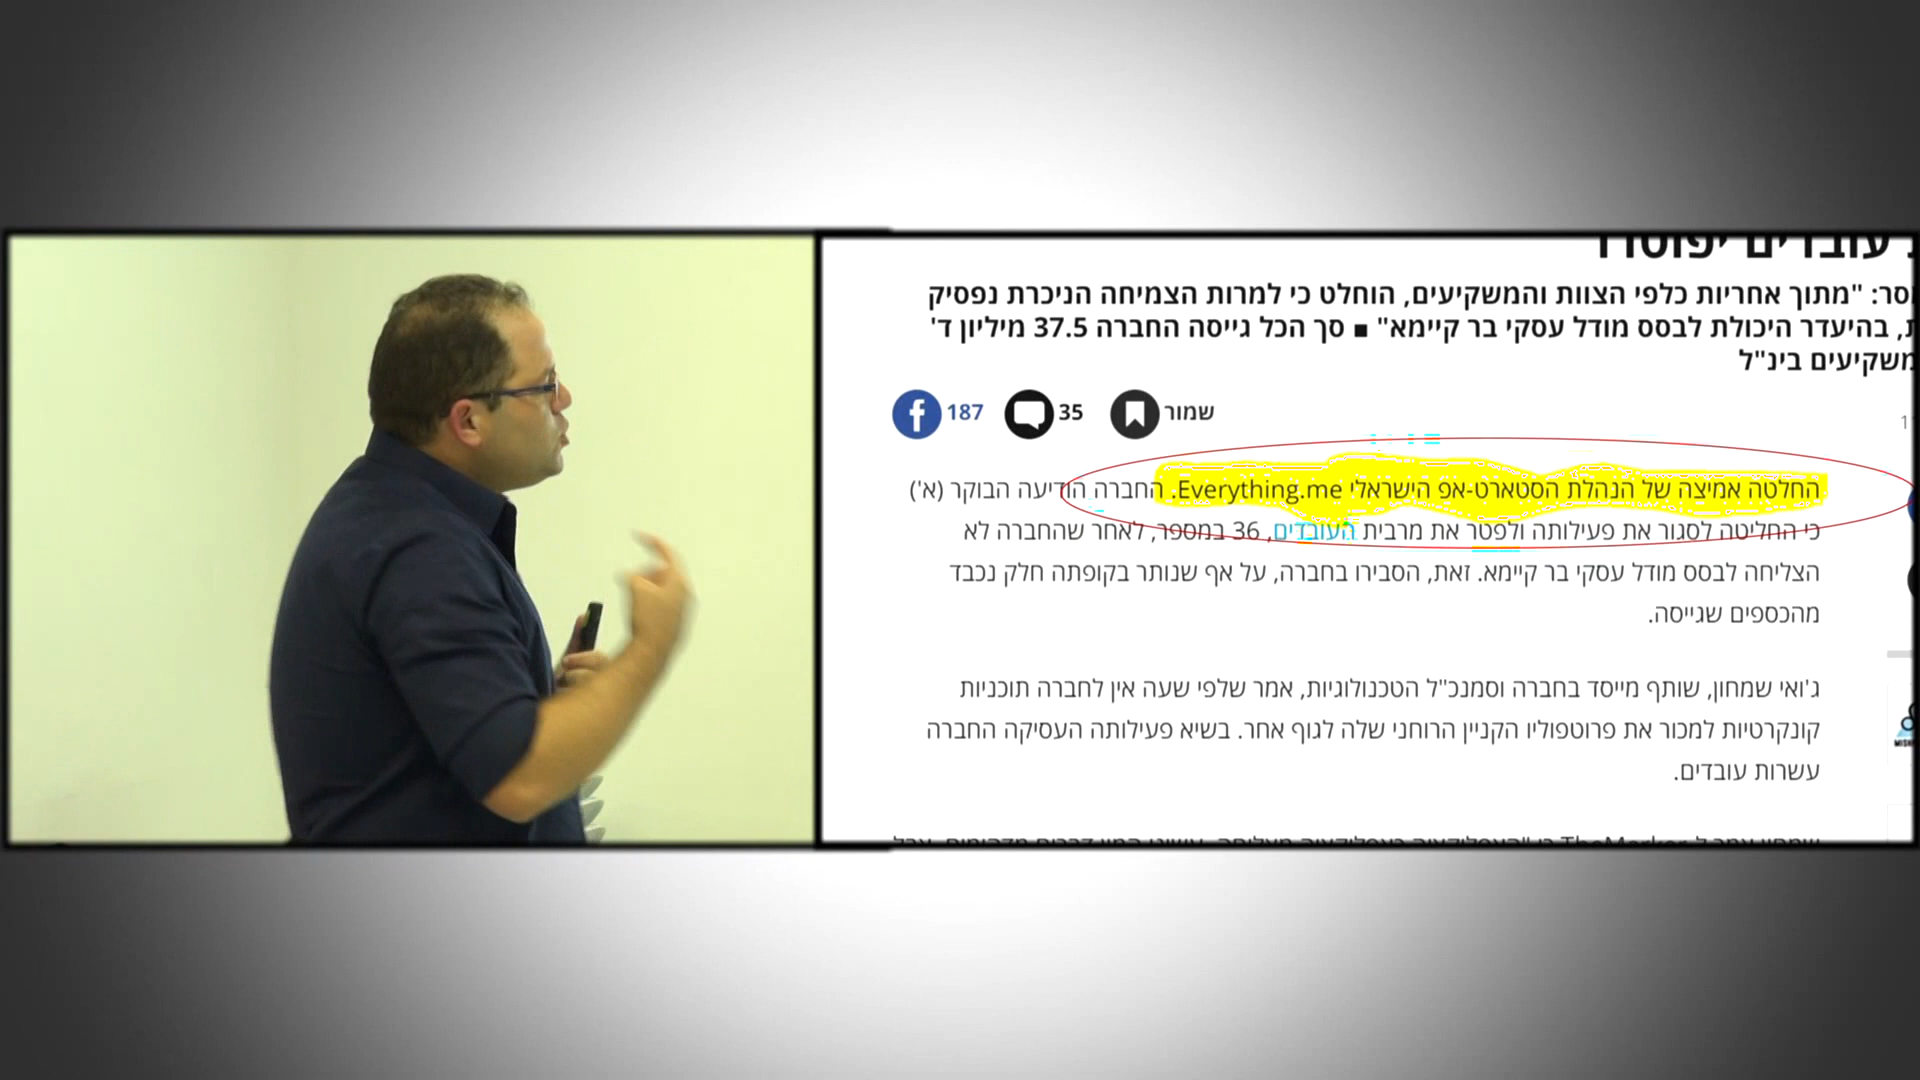 עובדים יפוטרו
סר: "מתוך אחריות כלפי הצוות והמשקיעים, הוחלט כי למרות הצמיחה הניכרת נפסיק
ת, בהיעדר היכולת לבסס מודל עסקי בר קיימא" ■ סך הכל גייסה החברה 37.5 מיליון ד'
משקיעים בינ"ל
187 35 שמור
החלטה אמיצה של הנהלת הסטארט-אפ הישראלי Everything.me. החברה הודיעה הבוקר (א')
כי החליטה לסגור את פעילותה ולפטר את מרבית העובדים, 36 במספר, לאחר שהחברה לא
הצליחה לבסס מודל עסקי בר קיימא. זאת, הסבירו בחברה, על אף שנותר בקופתה חלק נכבד
מהכספים שגייסה.
ג'ואי שמחון, שותף מייסד בחברה וסמנכ"ל הטכנולוגיות, אמר שלפי שעה אין לחברה תוכניות
קונקרטיות למכור את פרוטפוליו הקניין הרוחני שלה לגוף אחר. בשיא פעילותה העסיקה החברה
עשרות עובדים.